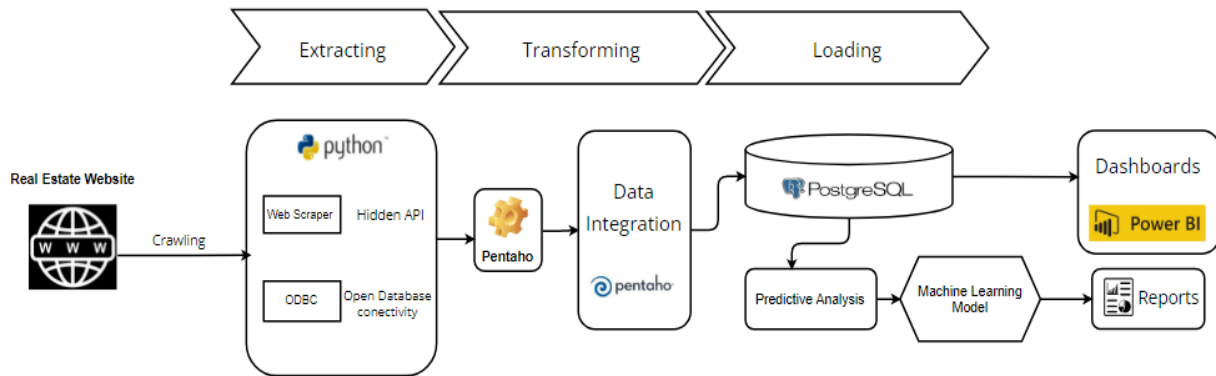 Extracting
Transforming
Loading
Real Estate Website
W W W
Crawling
python™
Web Scraper
Hidden API
ODBC
Open Database
conectivity
Pentaho
Data
Integration
pentaho
PostgreSQL
Dashboards
Power BI
Predictive Analysis
Machine Learning
Model
Reports